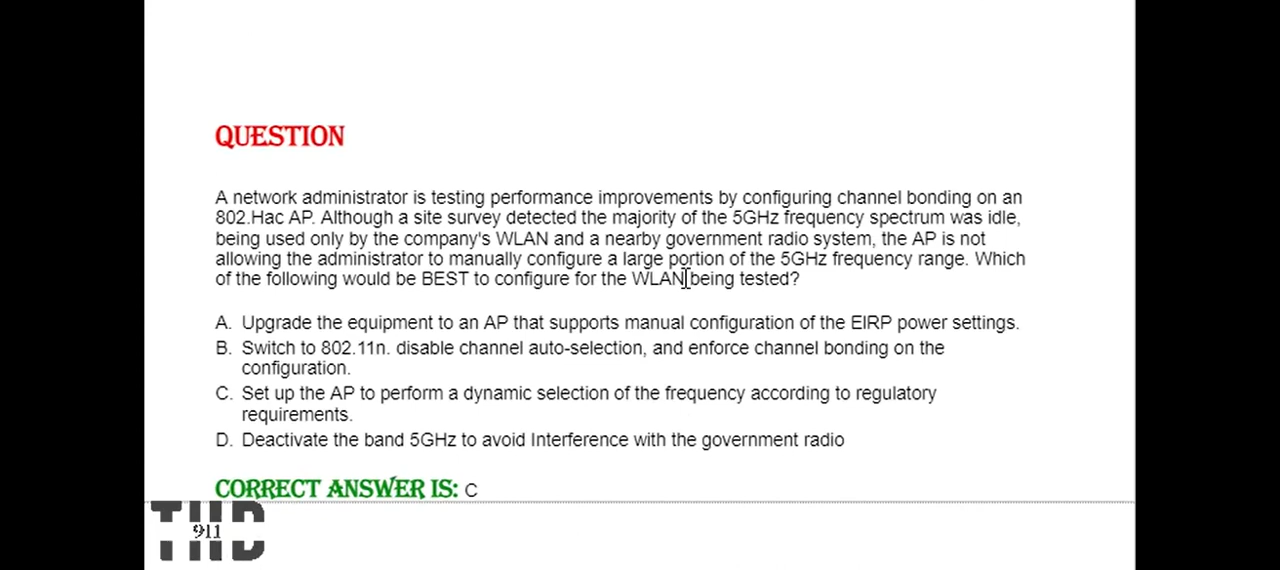 QUESTION
A network administrator is testing performance improvements by configuring channel bonding on an
802.Hac AP. Although a site survey detected the majority of the 5GHz frequency spectrum was idle,
being used only by the company's WLAN and a nearby government radio system, the AP is not
allowing the administrator to manually configure a large portion of the 5GHz frequency range. Which
of the following would be BEST to configure for the WLAN being tested?
A. Upgrade the equipment to an AP that supports manual configuration of the EIRP power settings.
B. Switch to 802.11n. disable channel auto-selection, and enforce channel bonding on the
configuration.
C. Set up the AP to perform a dynamic selection of the frequency according to regulatory
requirements.
D. Deactivate the band 5GHz to avoid Interference with the government radio
CORRECT ANSWER IS: C
THD
911